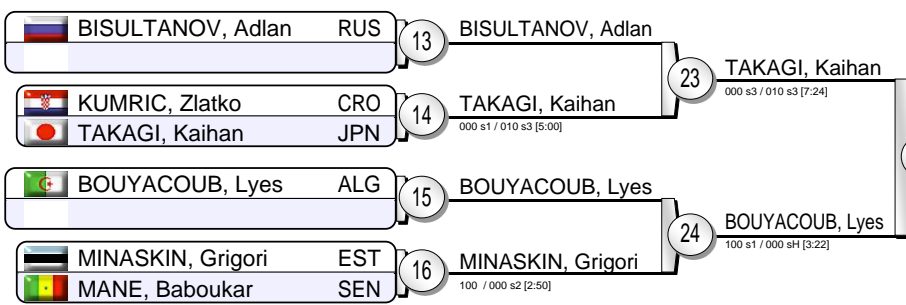 BISULTANOV, Adlan RUS
13
BISULTANOV, Adlan
23
TAKAGI, Kaihan
000 s3 / 010 s3 [7:24]
KUMRIC, Zlatko CRO
TAKAGI, Kaihan JPN
14
TAKAGI, Kaihan
000 s1 / 010 s3 [5:00]
BOUYACOUB, Lyes ALG
15
BOUYACOUB, Lyes
24
BOUYACOUB, Lyes
100 s1 / 000 sH [3:22]
MINASKIN, Grigori EST
MANE, Baboukar SEN
16
MINASKIN, Grigori
100 / 000 s2 [2:50]